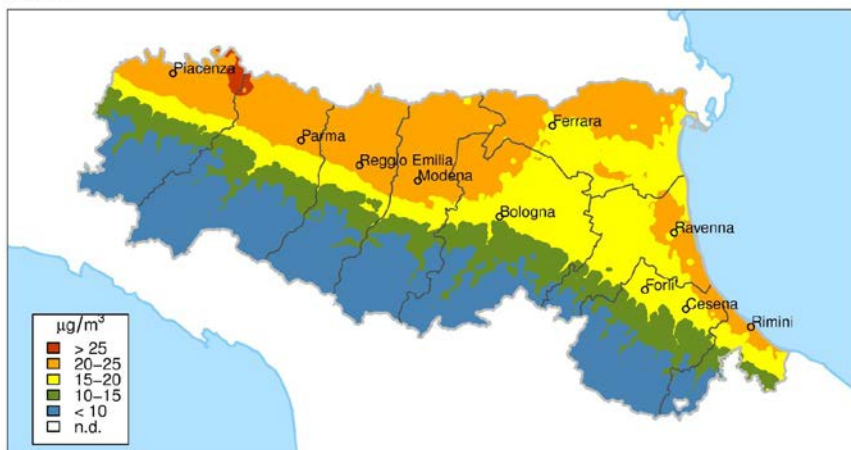 Piacenza
Parma
Reggio Emilia
Modena
Ferrara
Bologna
Ravenna
Forlì
Cesena
Rimini
µg/m³
> 25
20–25
15–20
10–15
< 10
n.d.